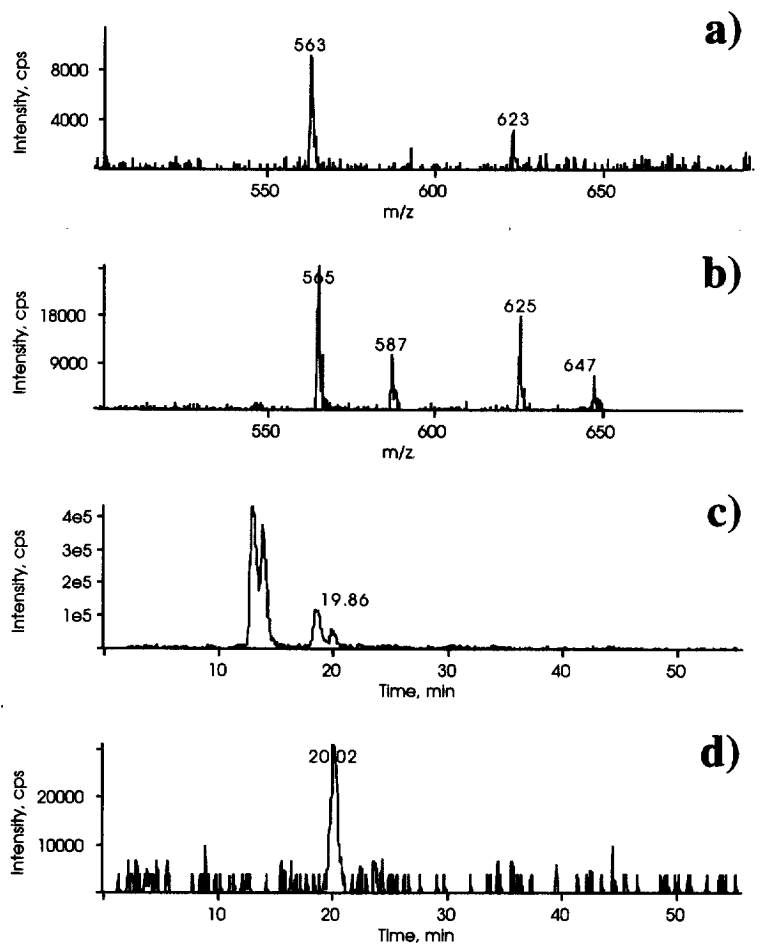 a)
563
8000
4000
623
Intensity, cps
550 600 650
m/z
b)
565
18000
9000
587
625
647
Intensity, cps
550 600 650
m/z
c)
4e5
3e5
2e5
1e5
19.86
Intensity, cps
10 20 30 40 50
Time, min
d)
20.02
20000
10000
Intensity, cps
10 20 30 40 50
Time, min